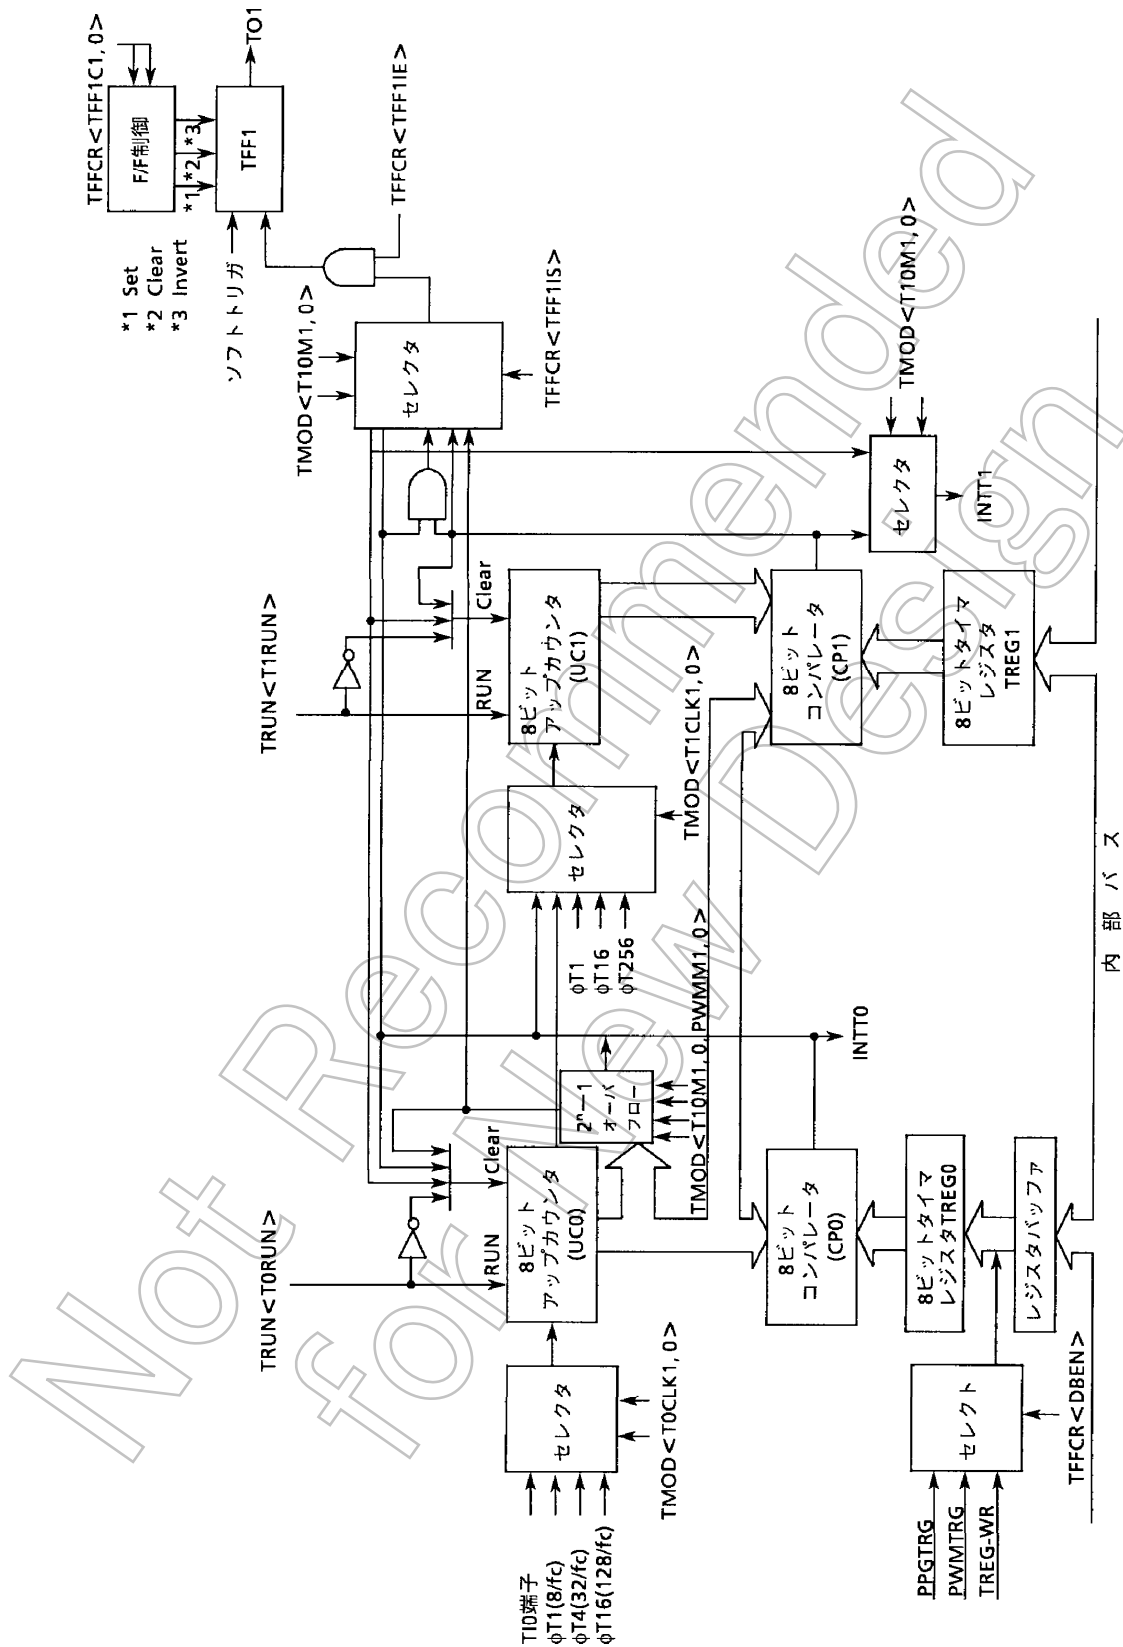 TFFCR<TFF1C1,0>
F/F制御
*1 *2 *3
TFF1
TO1
*1 Set
*2 Clear
*3 Invert
ソフトトリガ
TFFCR<TFF1IE>
TMOD<T10M1,0>
セレクタ
TFFCR<TFF1IS>
TMOD<T10M1,0>
セレクタ
INTT1
TRUN<T1RUN>
RUN
Clear
8ビット
アップカウンタ
(UC1)
セレクタ
TMOD<T1CLK1,0>
φT1
φT16
φT256
8ビット
コンパレータ
(CP1)
8ビットタイマ
レジスタ
TREG1
TRUN<T0RUN>
RUN
Clear
8ビット
アップカウンタ
(UC0)
2ⁿ—1
オーバ
フロー
TMOD<T10M1,0,PWMM1,0>
INTT0
セレクタ
TMOD<T0CLK1,0>
TI0端子
φT1(8/fc)
φT4(32/fc)
φT16(128/fc)
8ビット
コンパレータ
(CP0)
8ビットタイマ
レジスタTREG0
レジスタバッファ
セレクト
TFFCR<DBEN>
PPGTRG
PWMTRG
TREG-WR
内部バス
Not Recommended
for New Design